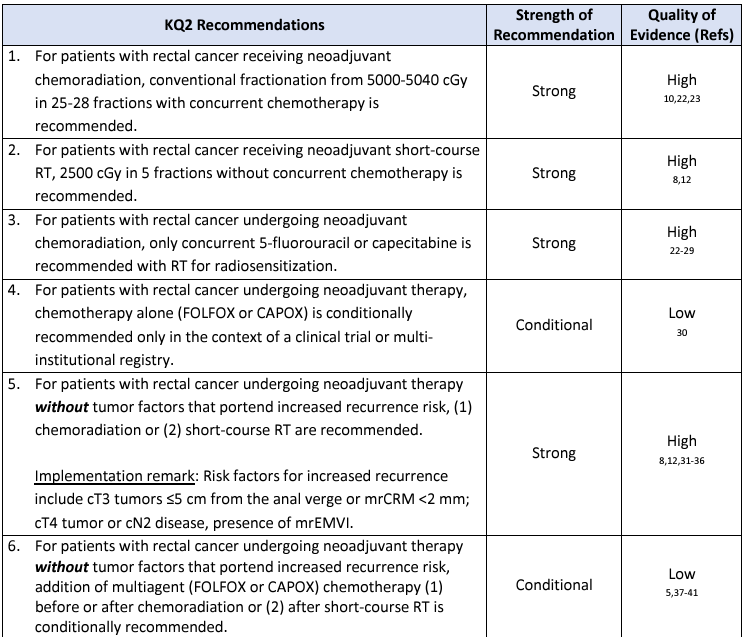 KQ2 Recommendations
Strength of
Recommendation
Quality of
Evidence (Refs)
1. For patients with rectal cancer receiving neoadjuvant
chemoradiation, conventional fractionation from 5000-5040 cGy
in 25-28 fractions with concurrent chemotherapy is
recommended.
Strong
High
10,22,23
2. For patients with rectal cancer receiving neoadjuvant short-course
RT, 2500 cGy in 5 fractions without concurrent chemotherapy is
recommended.
Strong
High
8,12
3. For patients with rectal cancer undergoing neoadjuvant
chemoradiation, only concurrent 5-fluorouracil or capecitabine is
recommended with RT for radiosensitization.
Strong
High
22-29
4. For patients with rectal cancer undergoing neoadjuvant therapy,
chemotherapy alone (FOLFOX or CAPOX) is conditionally
recommended only in the context of a clinical trial or multi-
institutional registry.
Conditional
Low
30
5. For patients with rectal cancer undergoing neoadjuvant therapy
without tumor factors that portend increased recurrence risk, (1)
chemoradiation or (2) short-course RT are recommended.
Implementation remark: Risk factors for increased recurrence
include cT3 tumors ≤5 cm from the anal verge or mrCRM <2 mm;
cT4 tumor or cN2 disease, presence of mrEMVI.
Strong
High
8,12,31-36
6. For patients with rectal cancer undergoing neoadjuvant therapy
without tumor factors that portend increased recurrence risk,
addition of multiagent (FOLFOX or CAPOX) chemotherapy (1)
before or after chemoradiation or (2) after short-course RT is
conditionally recommended.
Conditional
Low
5,37-41